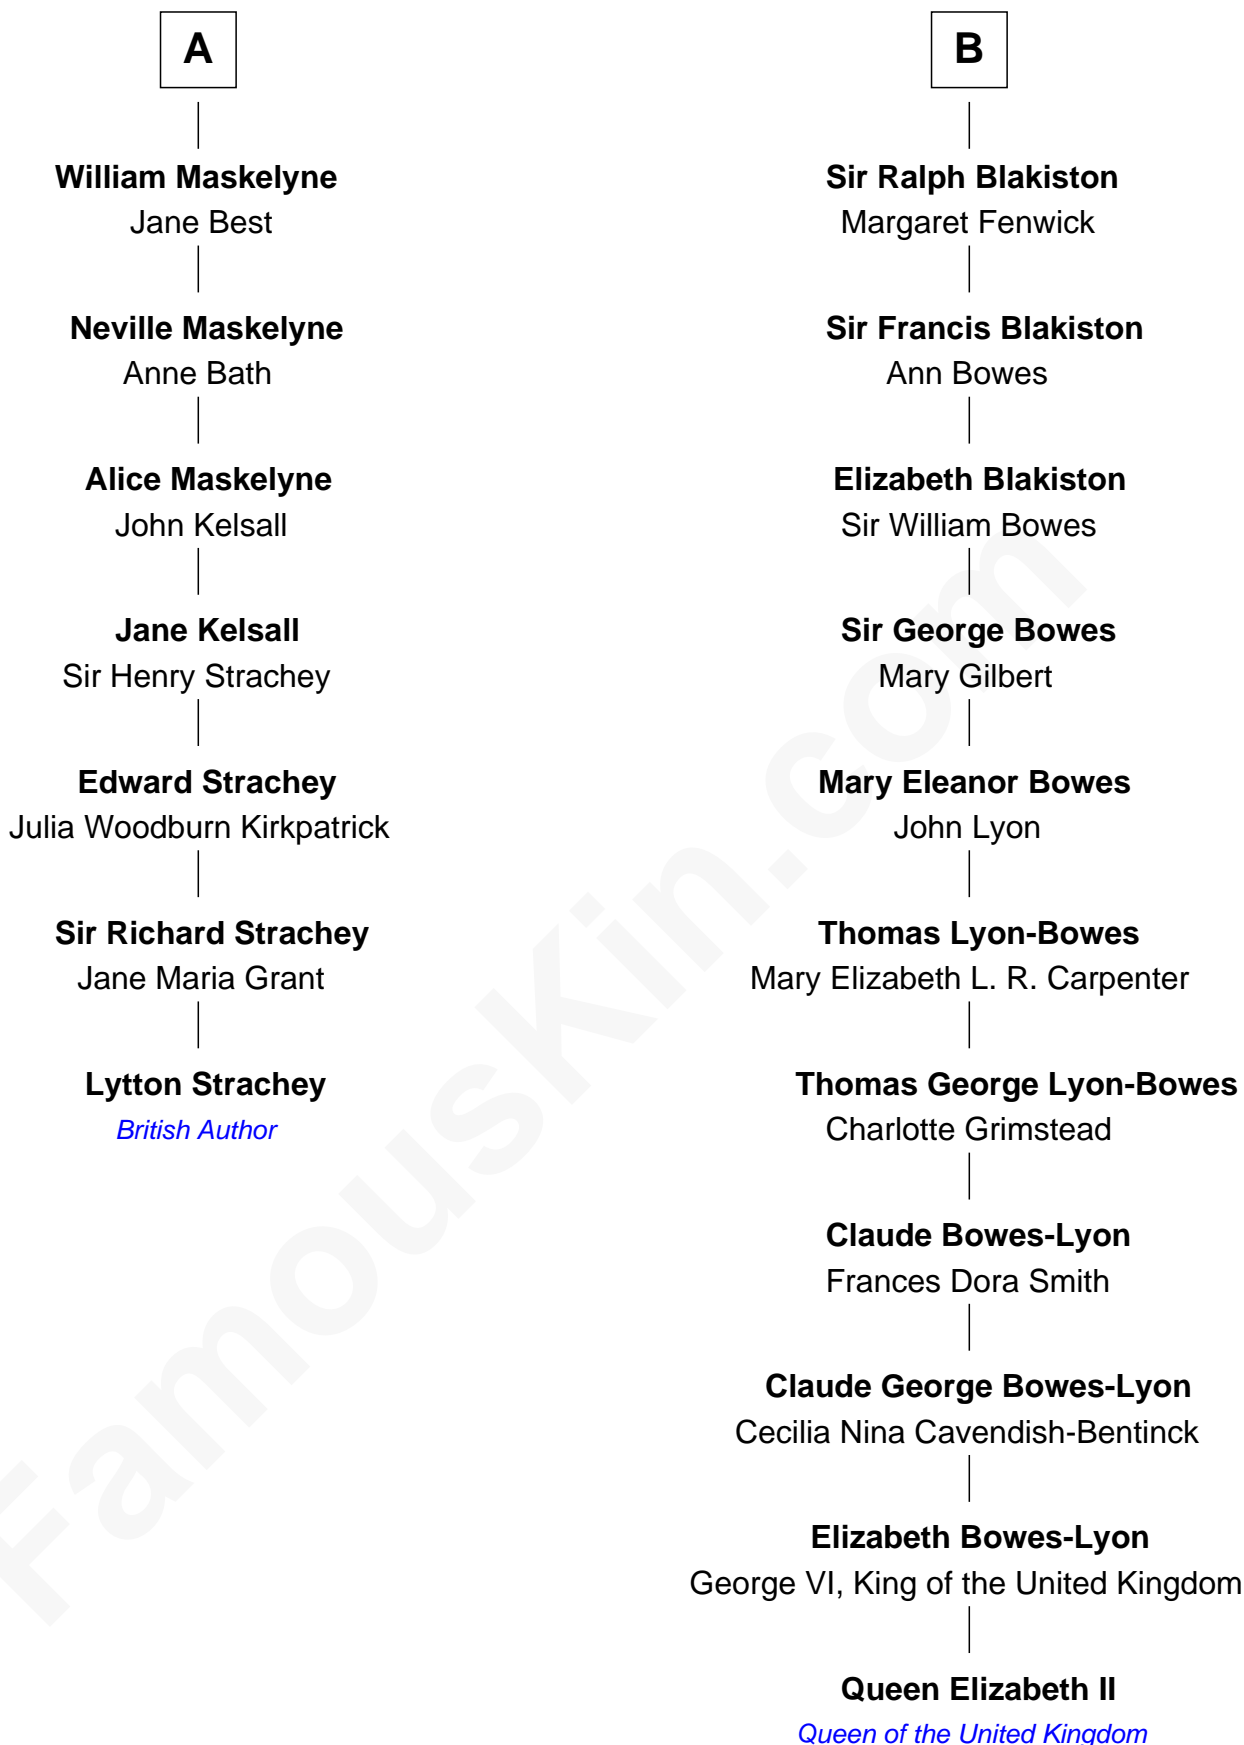 A
William Maskelyne
Jane Best
Neville Maskelyne
Anne Bath
Alice Maskelyne
John Kelsall
Jane Kelsall
Sir Henry Strachey
Edward Strachey
Julia Woodburn Kirkpatrick
Sir Richard Strachey
Jane Maria Grant
Lytton Strachey
British Author
B
Sir Ralph Blakiston
Margaret Fenwick
Sir Francis Blakiston
Ann Bowes
Elizabeth Blakiston
Sir William Bowes
Sir George Bowes
Mary Gilbert
Mary Eleanor Bowes
John Lyon
Thomas Lyon-Bowes
Mary Elizabeth L. R. Carpenter
Thomas George Lyon-Bowes
Charlotte Grimstead
Claude Bowes-Lyon
Frances Dora Smith
Claude George Bowes-Lyon
Cecilia Nina Cavendish-Bentinck
Elizabeth Bowes-Lyon
George VI, King of the United Kingdom
Queen Elizabeth II
Queen of the United Kingdom
FamousKin.com